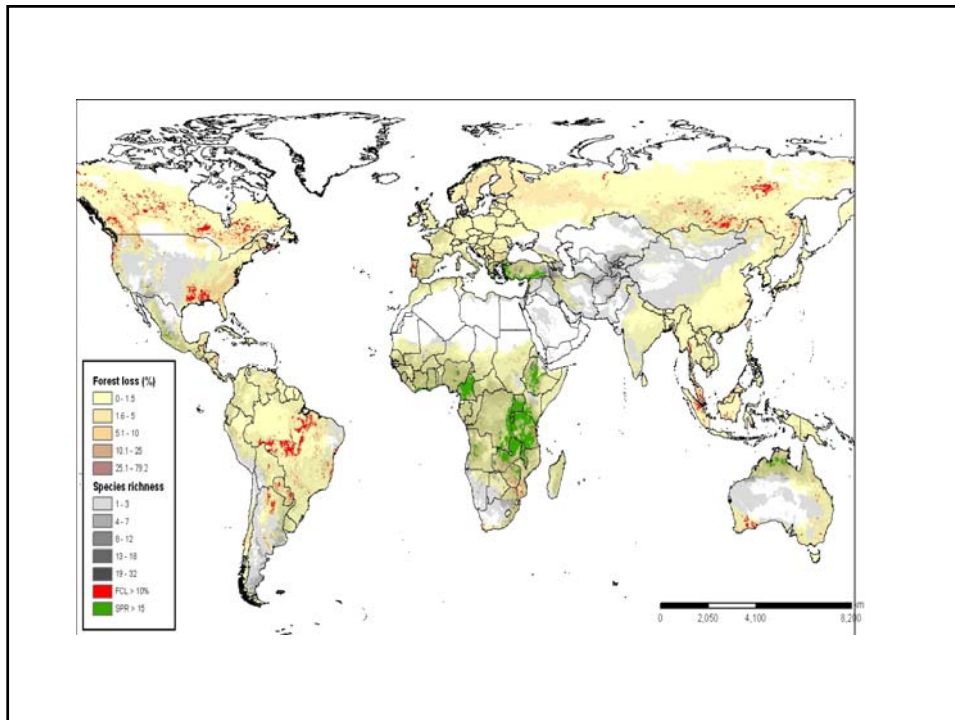 Forest loss (%)
0 - 1.5
1.6 - 5
5.1 - 10
10.1 - 25
25.1 - 79.2
Species richness
1 - 3
4 - 7
8 - 12
13 - 18
19 - 32
FCL > 10%
SPR > 15
0 2,050 4,100 8,200